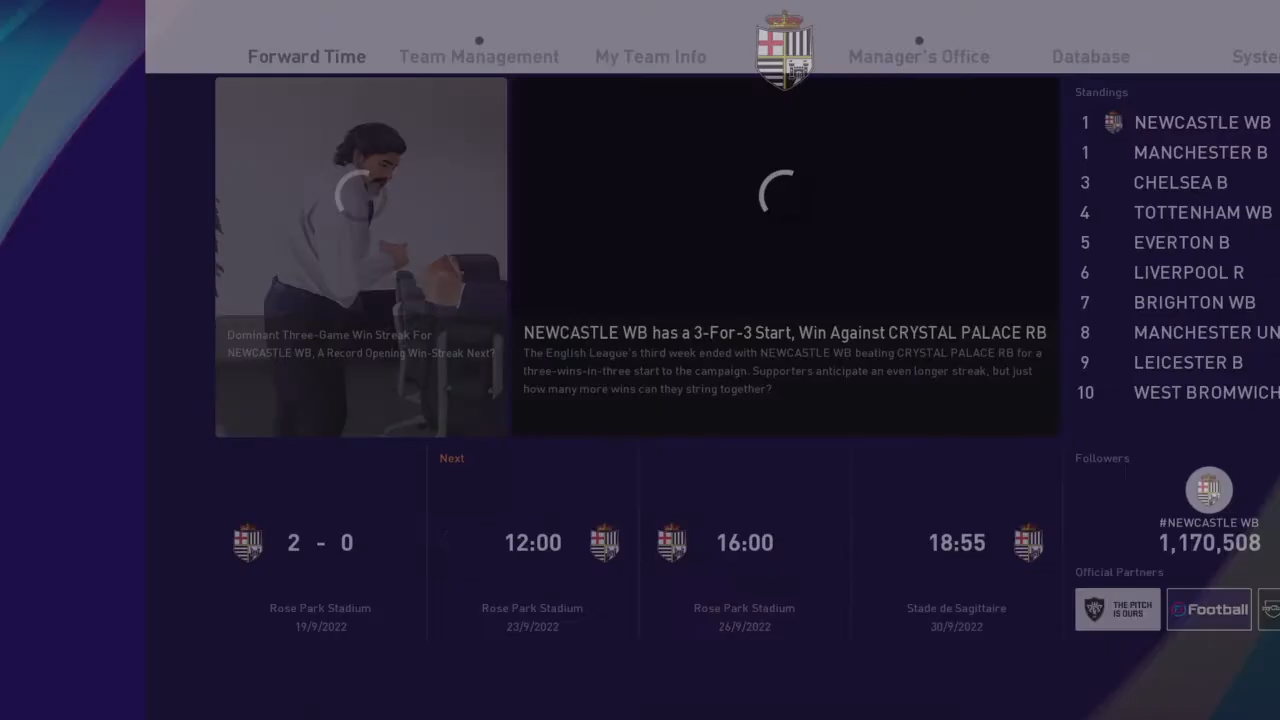 Forward Time
Team Management
My Team Info
Manager's Office
Database
Syste
Dominant Three-Game Win Streak For
NEWCASTLE WB, A Record Opening Win-Streak Next?
NEWCASTLE WB has a 3-For-3 Start, Win Against CRYSTAL PALACE RB
The English League's third week ended with NEWCASTLE WB beating CRYSTAL PALACE RB for a
three-wins-in-three start to the campaign. Supporters anticipate an even longer streak, but just
how many more wins can they string together?
Standings
1 NEWCASTLE WB
1 MANCHESTER B
3 CHELSEA B
4 TOTTENHAM WB
5 EVERTON B
6 LIVERPOOL R
7 BRIGHTON WB
8 MANCHESTER UN
9 LEICESTER B
10 WEST BROMWICH
2 - 0
Rose Park Stadium
19/9/2022
Next
12:00
Rose Park Stadium
23/9/2022
16:00
Rose Park Stadium
26/9/2022
18:55
Stade de Sagittaire
30/9/2022
Followers
#NEWCASTLE WB
1,170,508
Official Partners
THE PITCH
IS OURS
Football